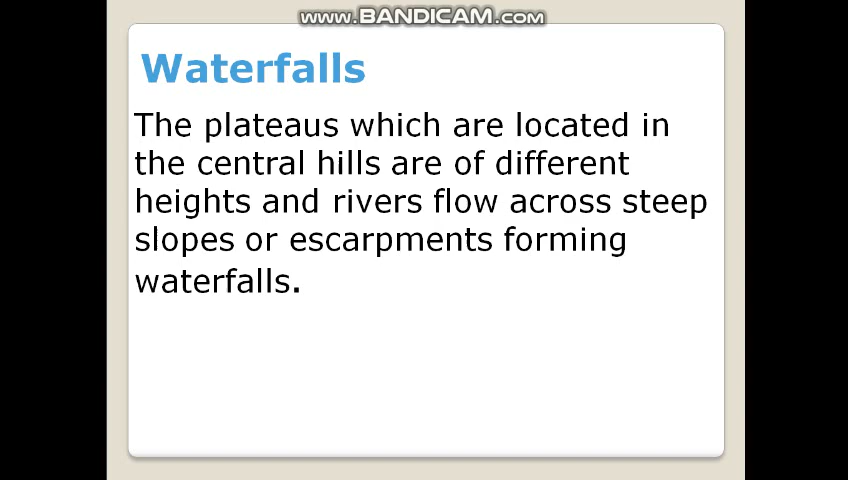 www.BANDICAM.com
Waterfalls
The plateaus which are located in
the central hills are of different
heights and rivers flow across steep
slopes or escarpments forming
waterfalls.